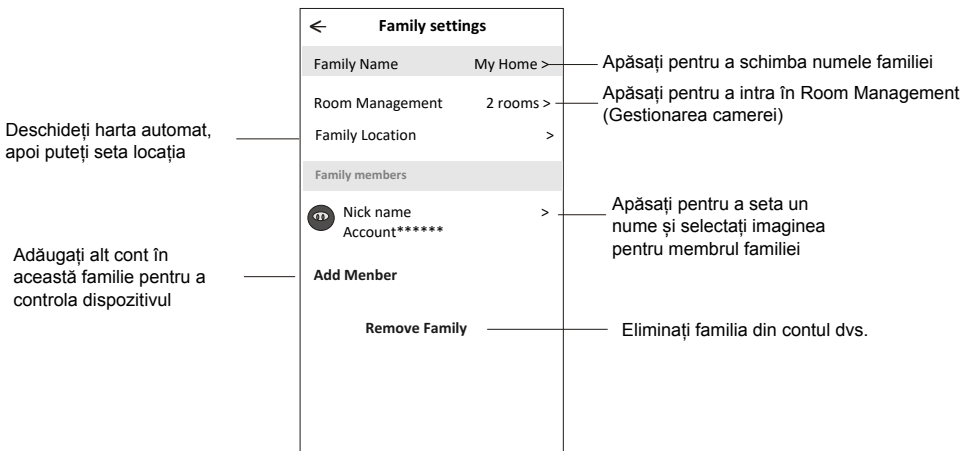 ← Family settings
Family Name My Home >
Room Management 2 rooms >
Family Location >
Family members
Nick name >
Account******
Add Menber
Remove Family
Deschideți harta automat,
apoi puteți seta locația
Adăugați alt cont în
această familie pentru a
controla dispozitivul
Apăsați pentru a schimba numele familiei
Apăsați pentru a intra în Room Management
(Gestionarea camerei)
Apăsați pentru a seta un
nume și selectați imaginea
pentru membrul familiei
Eliminați familia din contul dvs.